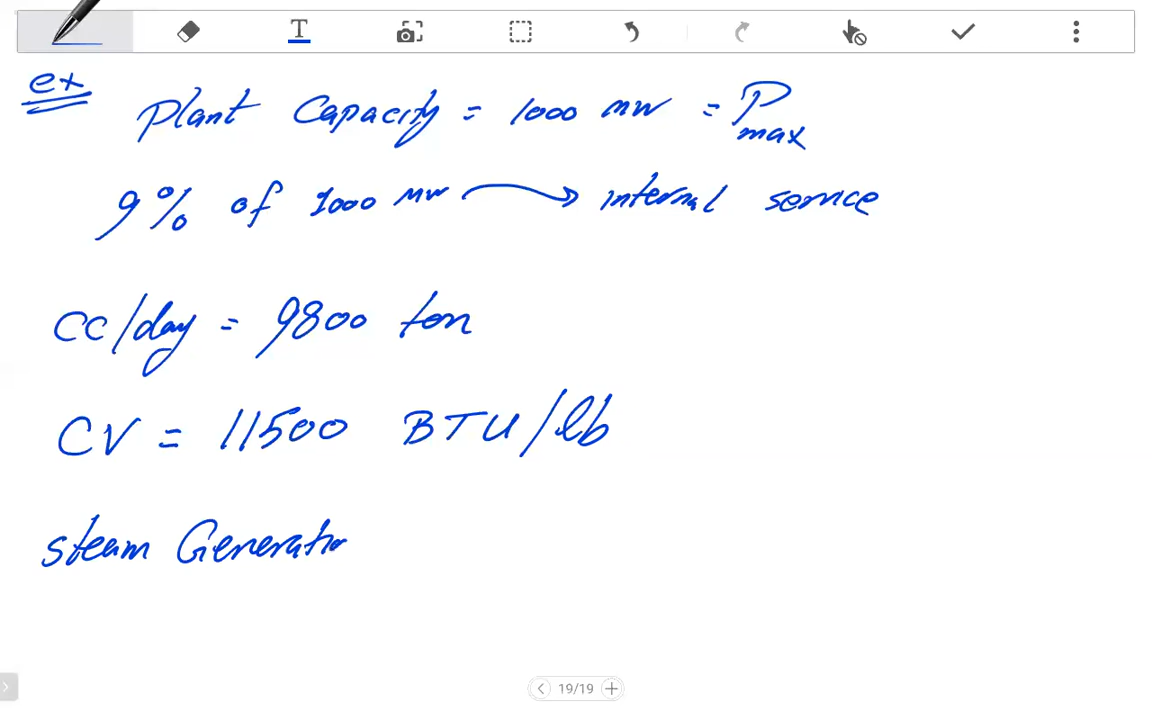 ex
Plant Capacity = 1000 MW = Pmax
9% of 1000 MW → internal service
CC/day = 9800 ton
CV = 11500 BTU/lb
steam Generator
19/19